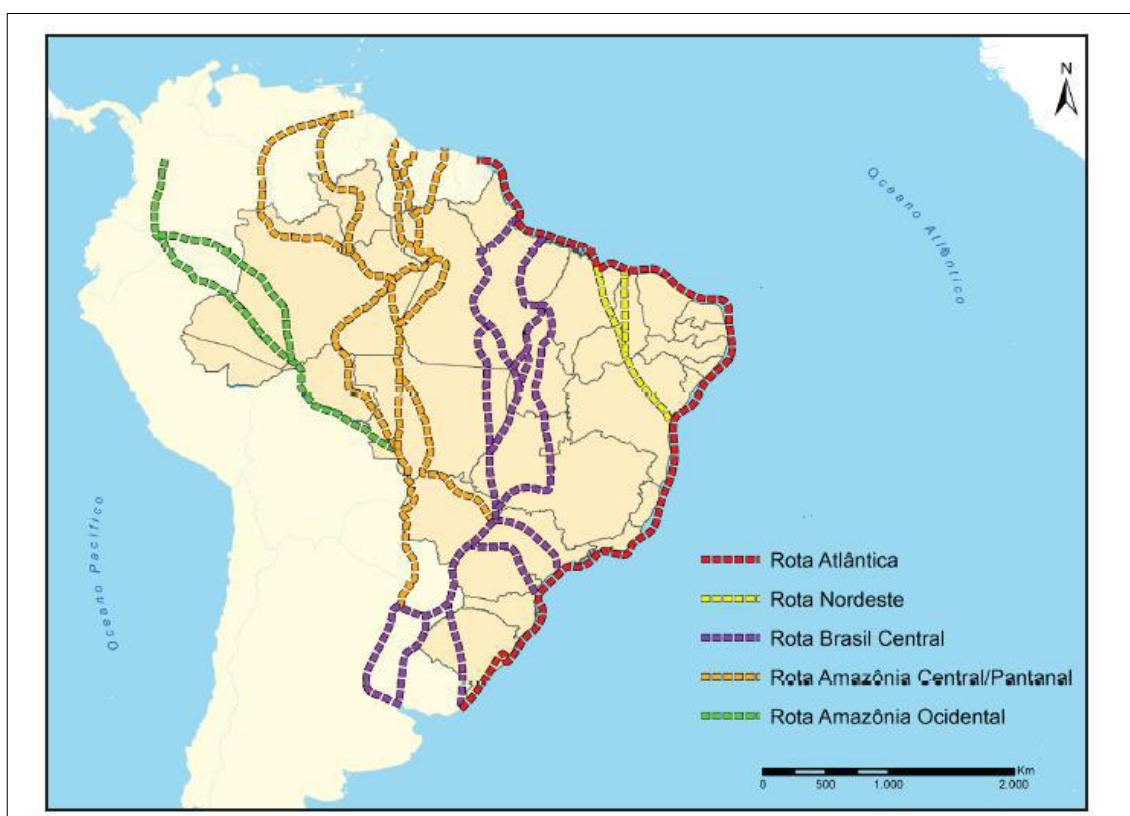 N
Oceano Atlântico
Oceano Pacífico
Rota Atlântica
Rota Nordeste
Rota Brasil Central
Rota Amazônia Central/Pantanal
Rota Amazônia Ocidental
Km
0 500 1.000 2.000